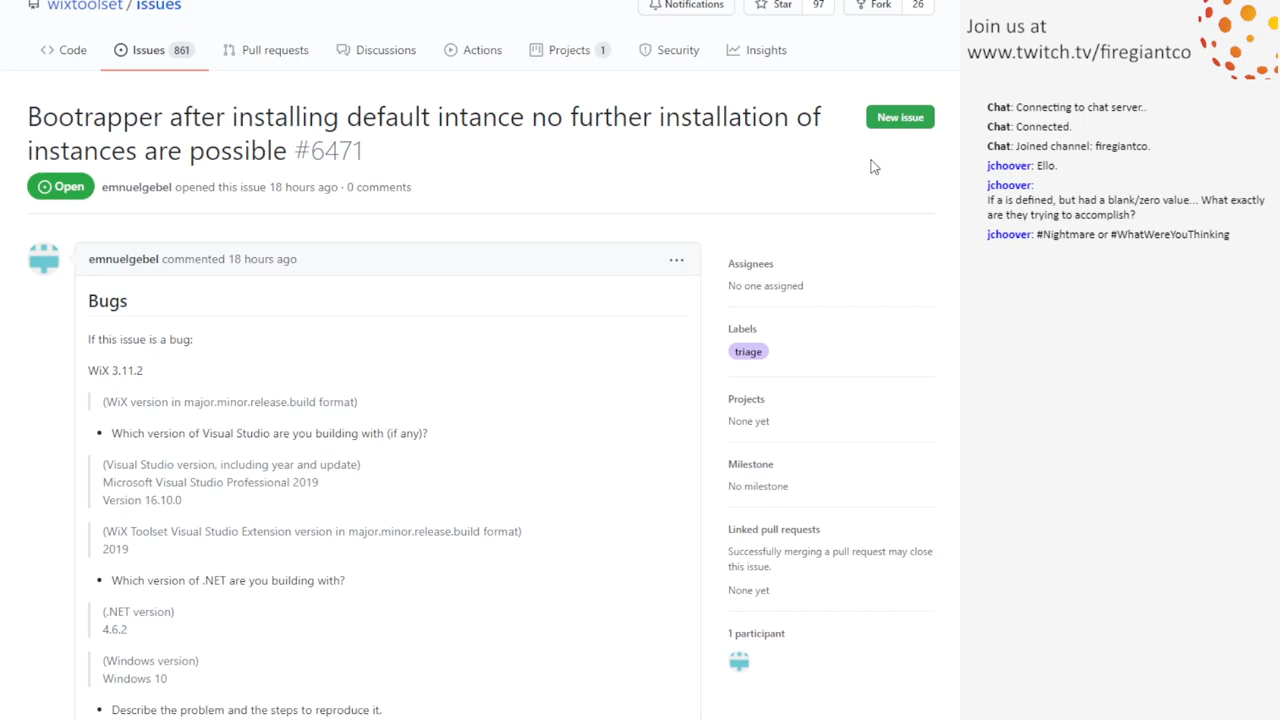 wixtoolset / issues
Notifications
Star 97
Fork 26
Code
Issues 861
Pull requests
Discussions
Actions
Projects 1
Security
Insights
Bootrapper after installing default intance no further installation of
instances are possible #6471
New issue
Open
emnuelgebel opened this issue 18 hours ago · 0 comments
emnuelgebel commented 18 hours ago
Bugs
If this issue is a bug:
WiX 3.11.2
(WiX version in major.minor.release.build format)
• Which version of Visual Studio are you building with (if any)?
(Visual Studio version, including year and update)
Microsoft Visual Studio Professional 2019
Version 16.10.0
(WiX Toolset Visual Studio Extension version in major.minor.release.build format)
2019
• Which version of .NET are you building with?
(.NET version)
4.6.2
(Windows version)
Windows 10
• Describe the problem and the steps to reproduce it.
Assignees
No one assigned
Labels
triage
Projects
None yet
Milestone
No milestone
Linked pull requests
Successfully merging a pull request may close
this issue.
None yet
1 participant
Join us at
www.twitch.tv/firegiantco
Chat: Connecting to chat server..
Chat: Connected.
Chat: Joined channel: firegiantco.
jchoover: Ello.
jchoover:
If a is defined, but had a blank/zero value... What exactly
are they trying to accomplish?
jchoover: #Nightmare or #WhatWereYouThinking